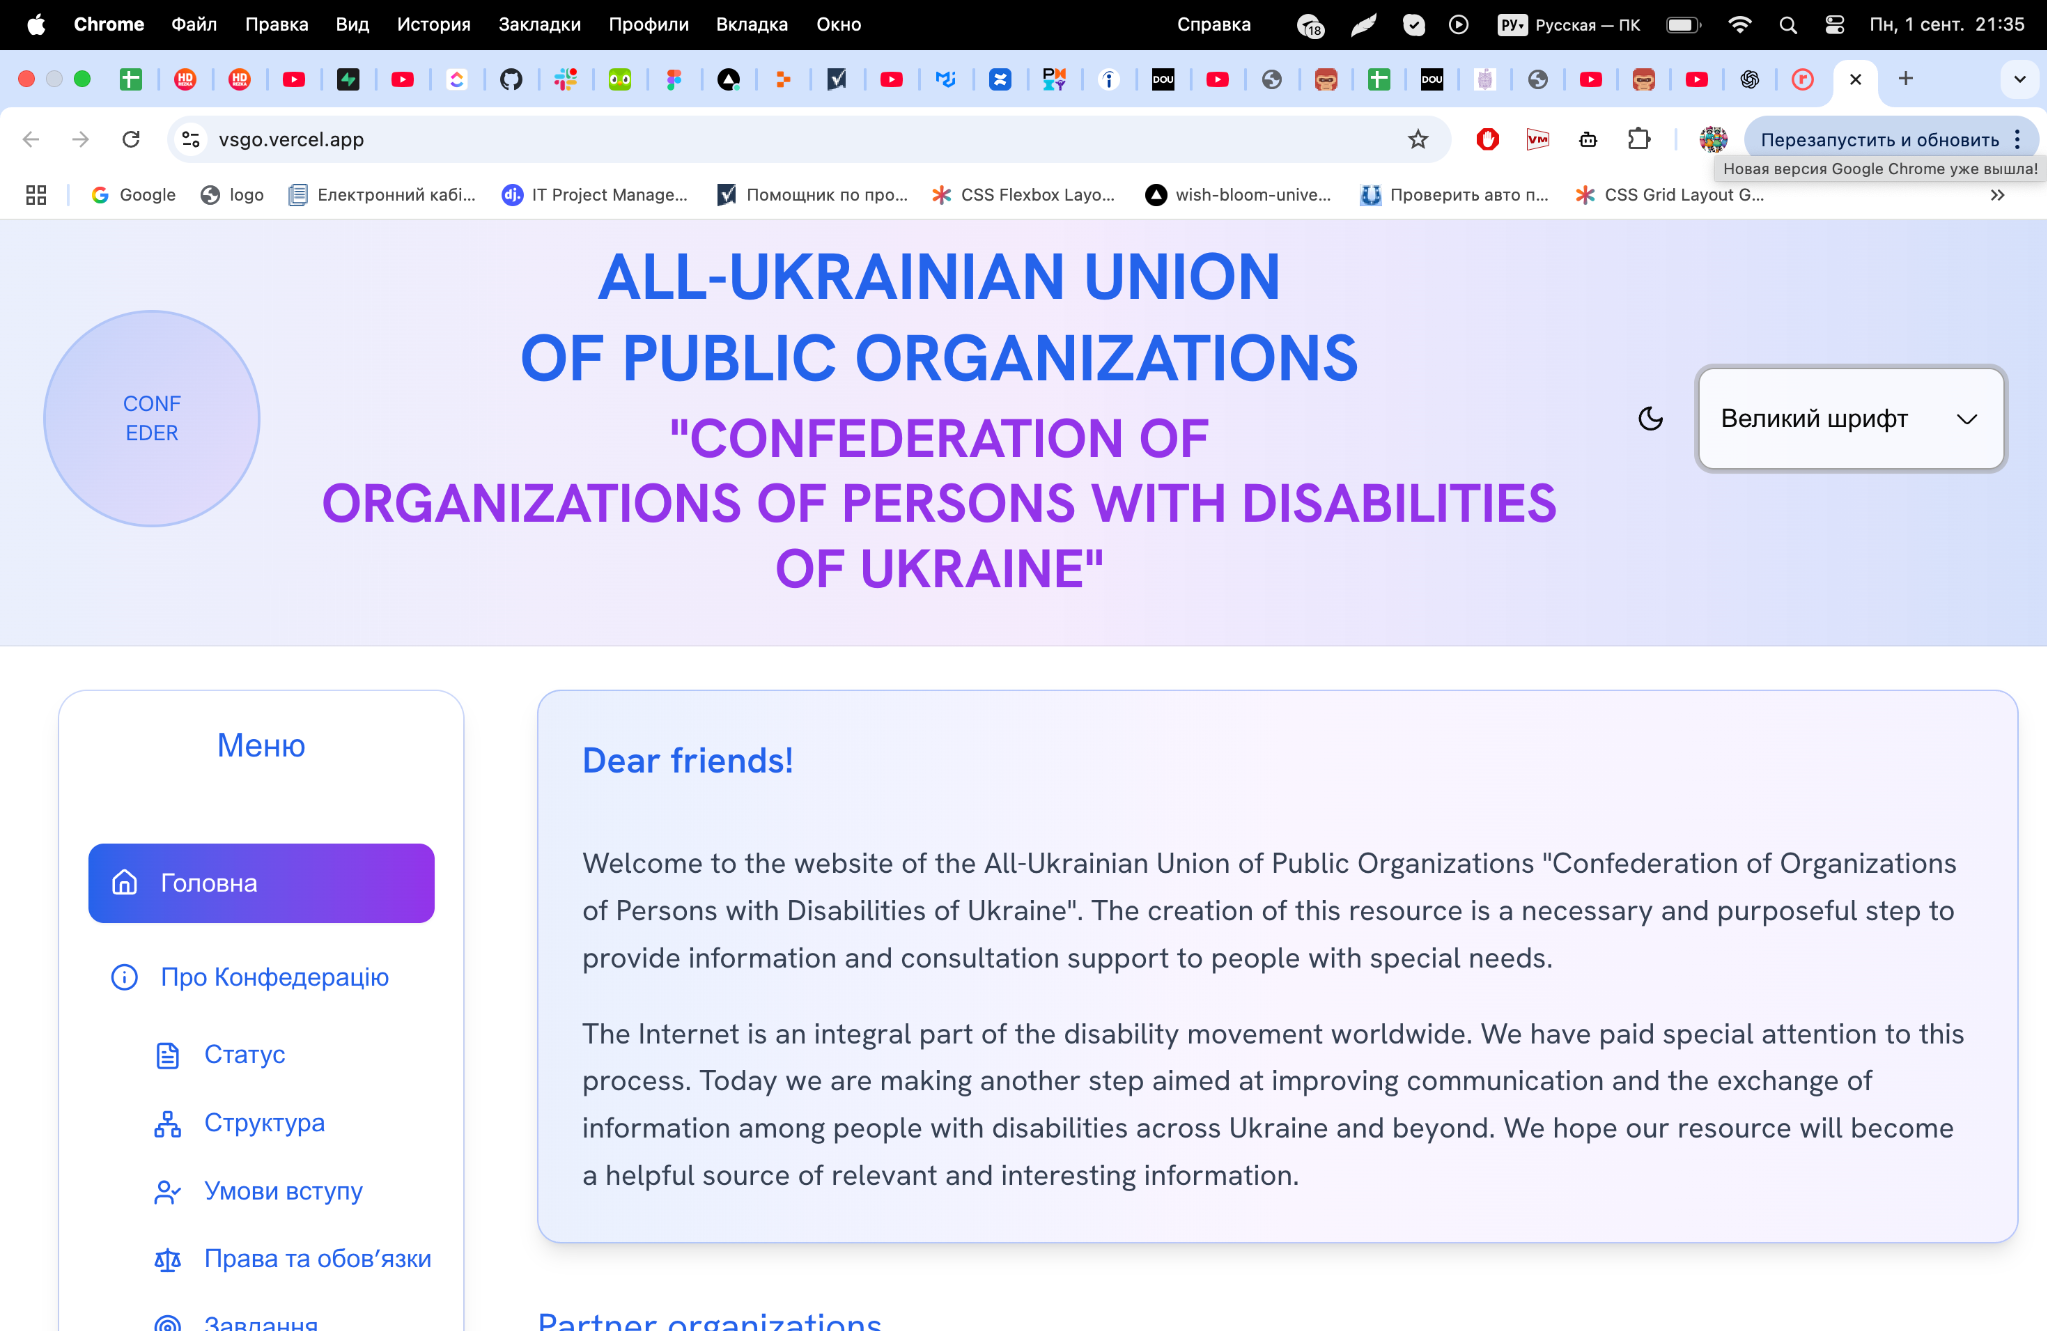 Chrome Файл Правка Вид История Закладки Профили Вкладка Окно Справка 18 РУ Русская — ПК Пн, 1 сент. 21:35
vsgo.vercel.app
Перезапустить и обновить
Новая версия Google Chrome уже вышла!
Google logo Електронний кабі... IT Project Manage... Помощник по про... CSS Flexbox Layo... wish-bloom-unive... Проверить авто п... CSS Grid Layout G...
CONF
EDER
ALL-UKRAINIAN UNION
OF PUBLIC ORGANIZATIONS
"CONFEDERATION OF
ORGANIZATIONS OF PERSONS WITH DISABILITIES
OF UKRAINE"
Великий шрифт
Меню
Головна
Про Конфедерацію
Статус
Структура
Умови вступу
Права та обов’язки
Завдання
Dear friends!
Welcome to the website of the All-Ukrainian Union of Public Organizations "Confederation of Organizations
of Persons with Disabilities of Ukraine". The creation of this resource is a necessary and purposeful step to
provide information and consultation support to people with special needs.
The Internet is an integral part of the disability movement worldwide. We have paid special attention to this
process. Today we are making another step aimed at improving communication and the exchange of
information among people with disabilities across Ukraine and beyond. We hope our resource will become
a helpful source of relevant and interesting information.
Partner organizations